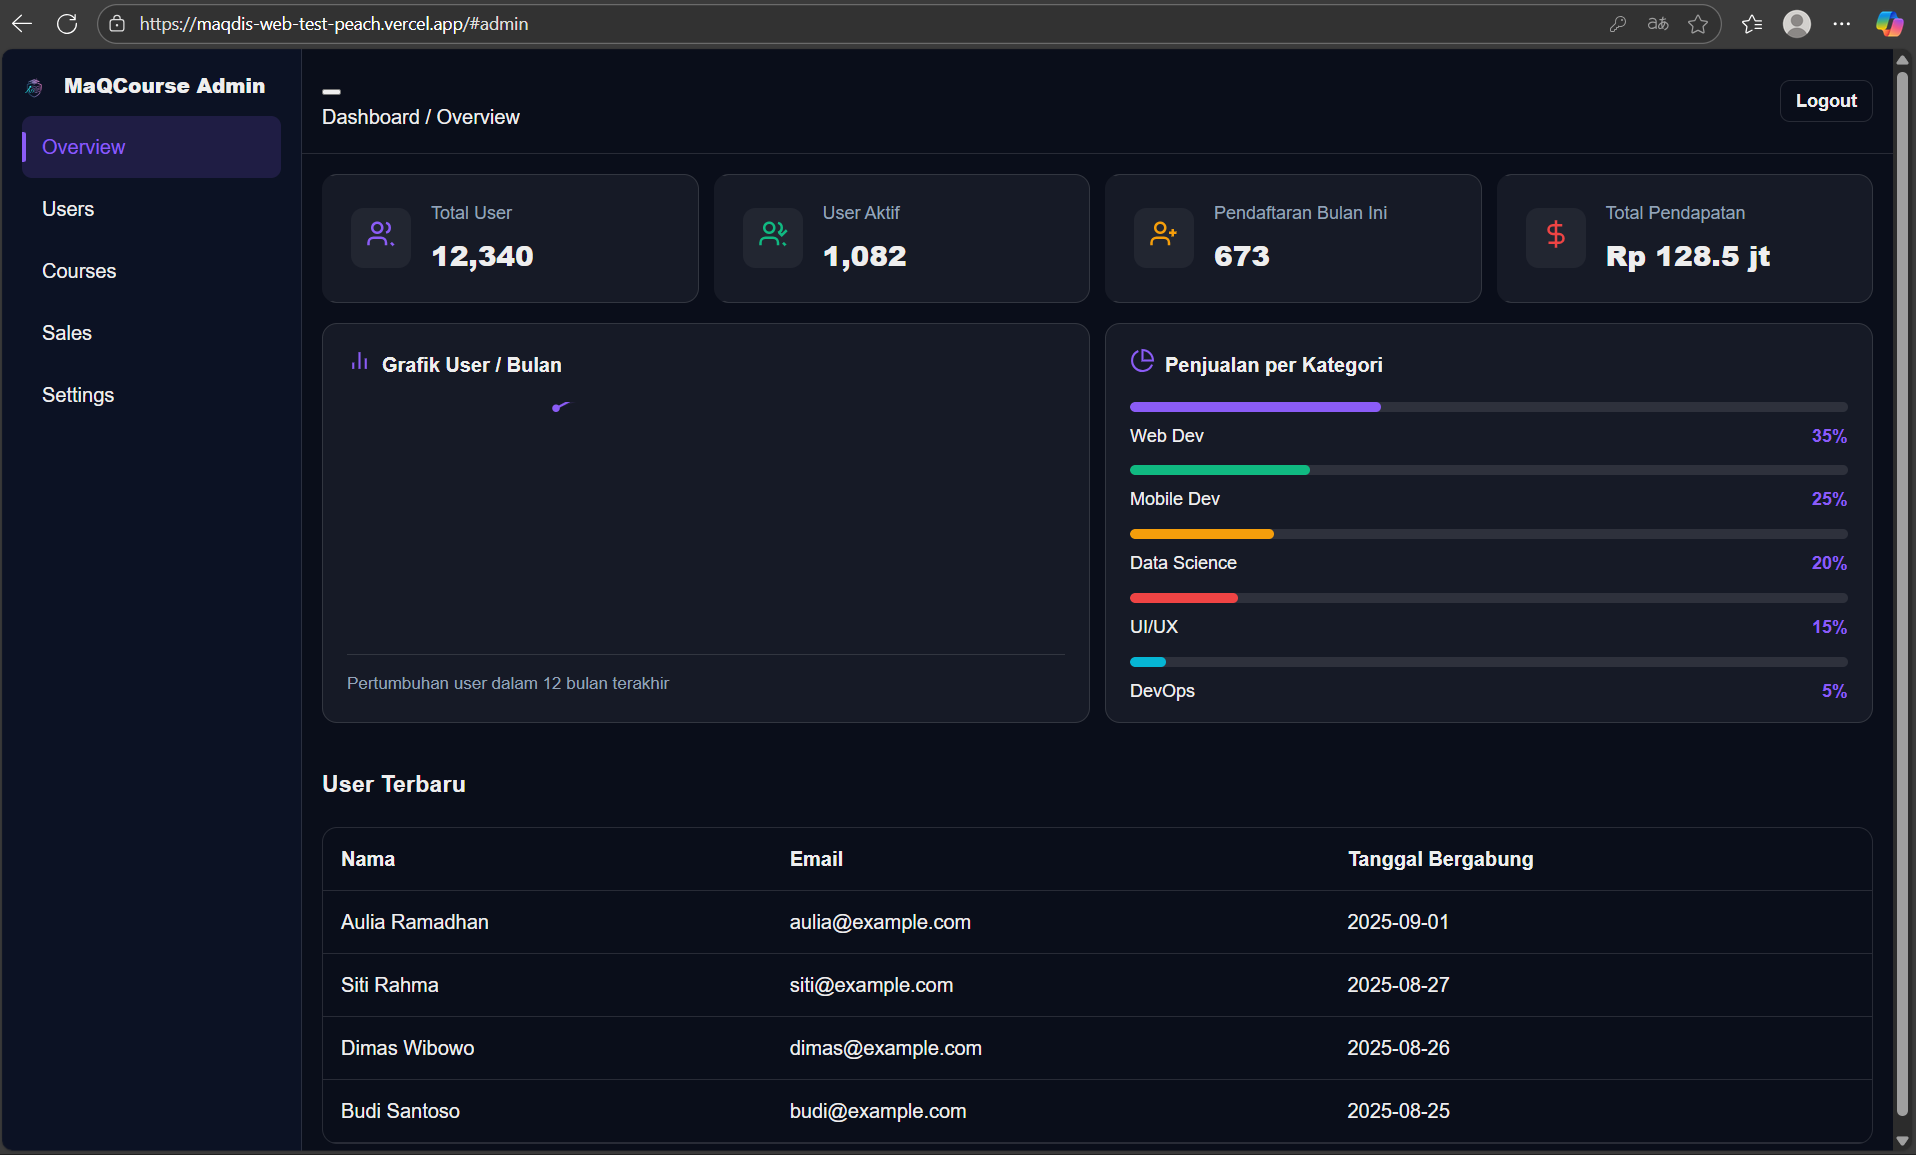 https://maqdis-web-test-peach.vercel.app/#admin
MaQCourse Admin
Overview
Users
Courses
Sales
Settings
Dashboard / Overview
Logout
Total User
12,340
User Aktif
1,082
Pendaftaran Bulan Ini
673
Total Pendapatan
Rp 128.5 jt
Grafik User / Bulan
Pertumbuhan user dalam 12 bulan terakhir
Penjualan per Kategori
Web Dev 35%
Mobile Dev 25%
Data Science 20%
UI/UX 15%
DevOps 5%
User Terbaru
Nama Email Tanggal Bergabung
Aulia Ramadhan aulia@example.com 2025-09-01
Siti Rahma siti@example.com 2025-08-27
Dimas Wibowo dimas@example.com 2025-08-26
Budi Santoso budi@example.com 2025-08-25